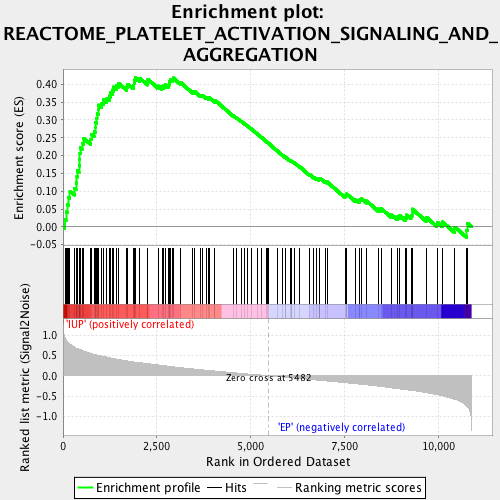 Enrichment plot:
REACTOME_PLATELET_ACTIVATION_SIGNALING_AND_
AGGREGATION
Enrichment score (ES)
0.40
0.35
0.30
0.25
0.20
0.15
0.10
0.05
0.00
-0.05
'IUP' (positively correlated)
Ranked list metric (Signal2Noise)
1.0
0.5
0.0
-0.5
-1.0
Zero cross at 5482
'EP' (negatively correlated)
0
2,500
5,000
7,500
10,000
Rank in Ordered Dataset
Enrichment profile
Hits
Ranking metric scores